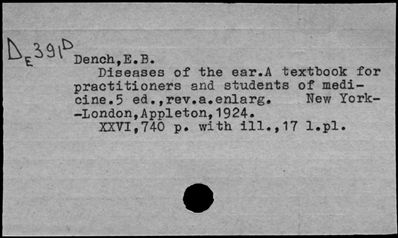 DE391D
Dench,E.B.
Diseases of the ear.A textbook for
practitioners and students of medi-
cine.5 ed.,rev.a.enlarg. New York-
-London,Appleton,1924.
XXVI,740 p. with ill.,17 l.pl.